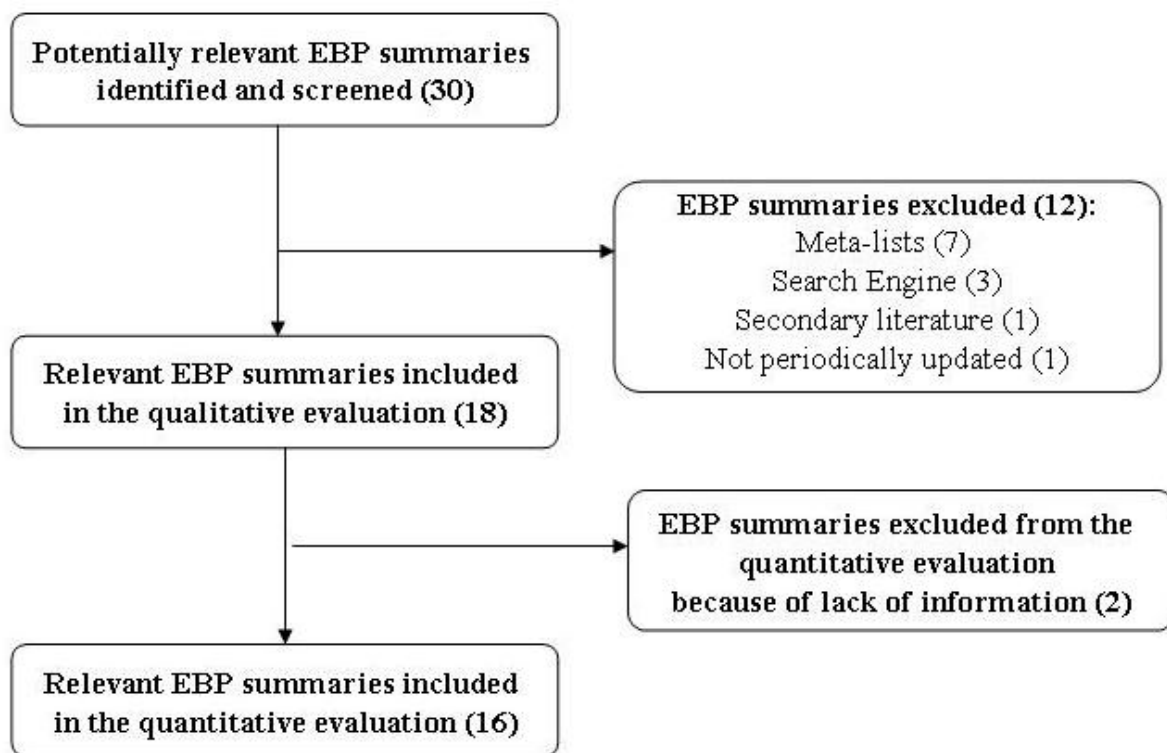 Potentially relevant EBP summaries
identified and screened (30)
EBP summaries excluded (12):
Meta-lists (7)
Search Engine (3)
Secondary literature (1)
Not periodically updated (1)
Relevant EBP summaries included
in the qualitative evaluation (18)
EBP summaries excluded from the
quantitative evaluation
because of lack of information (2)
Relevant EBP summaries included
in the quantitative evaluation (16)